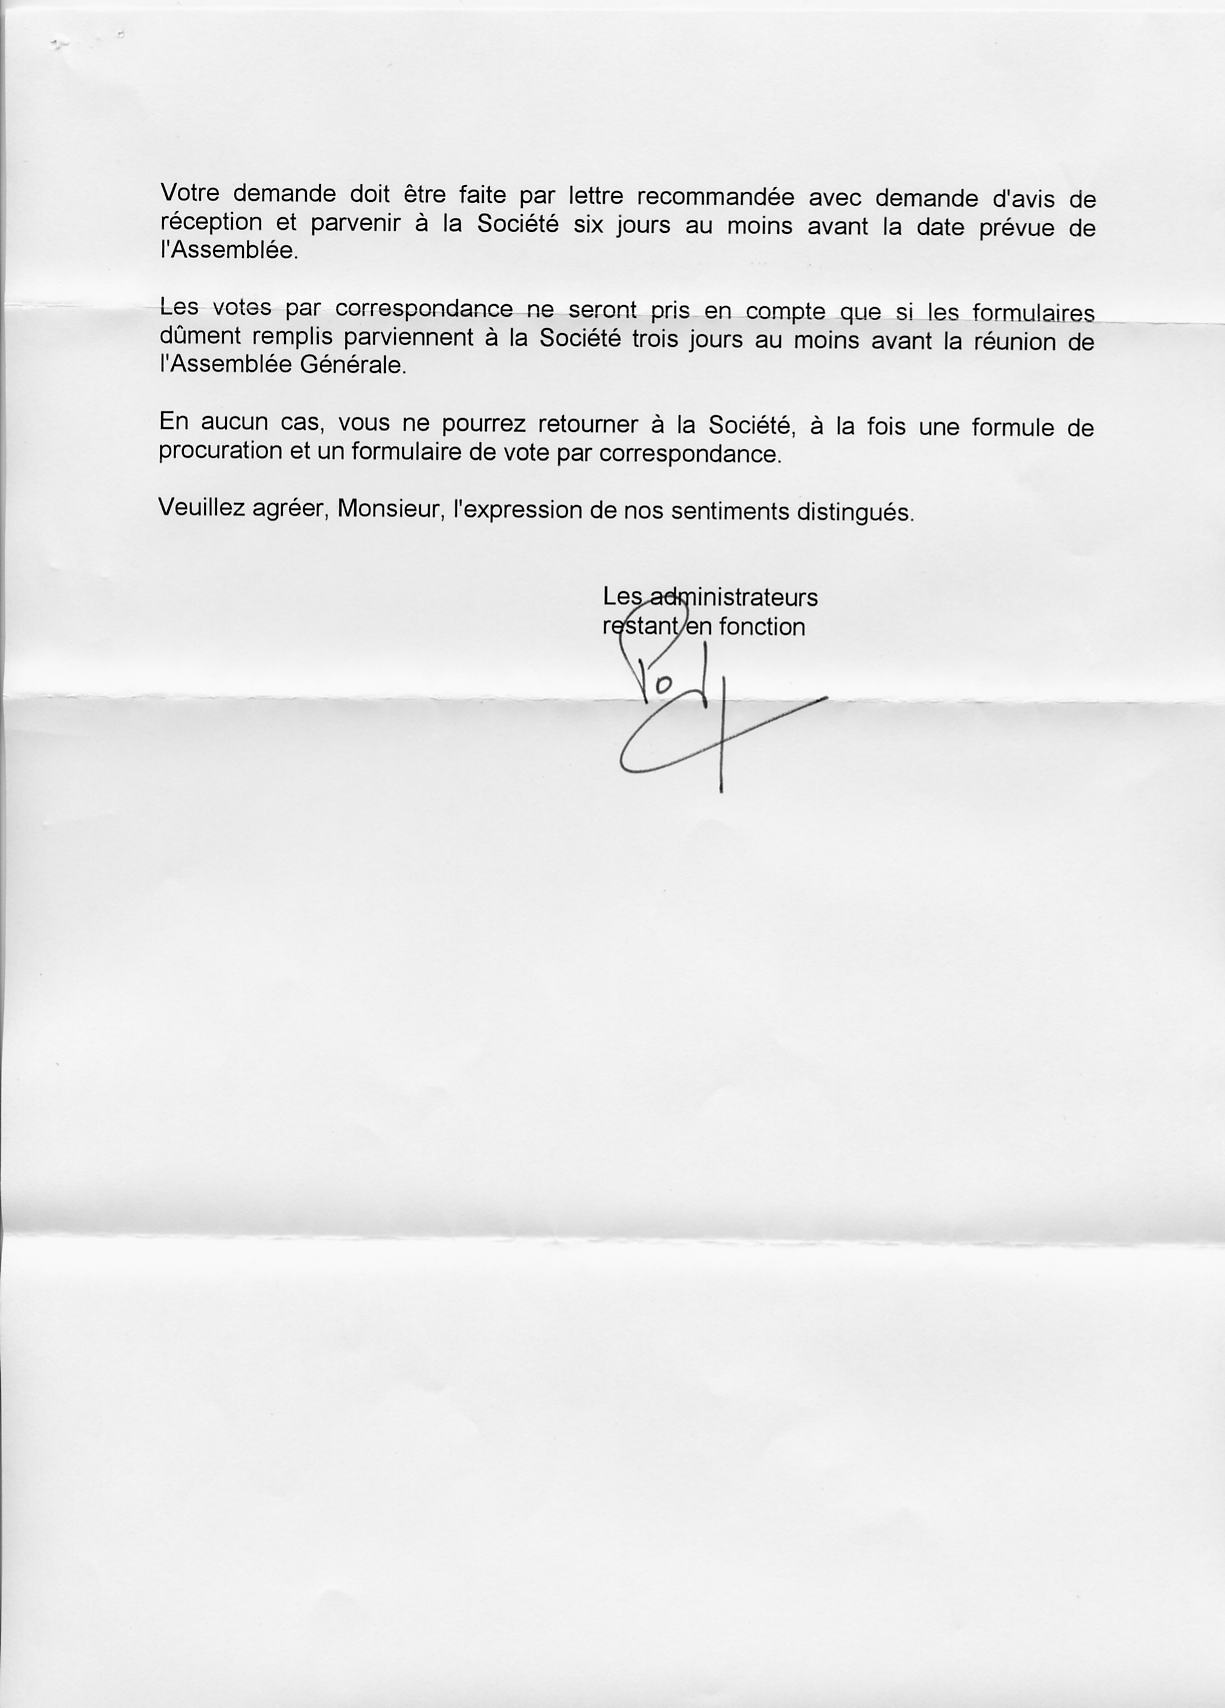 Votre demande doit être faite par lettre recommandée avec demande d'avis de
réception et parvenir à la Société six jours au moins avant la date prévue de
l'Assemblée.
Les votes par correspondance ne seront pris en compte que si les formulaires
dûment remplis parviennent à la Société trois jours au moins avant la réunion de
l'Assemblée Générale.
En aucun cas, vous ne pourrez retourner à la Société, à la fois une formule de
procuration et un formulaire de vote par correspondance.
Veuillez agréer, Monsieur, l'expression de nos sentiments distingués.
Les administrateurs
restant en fonction